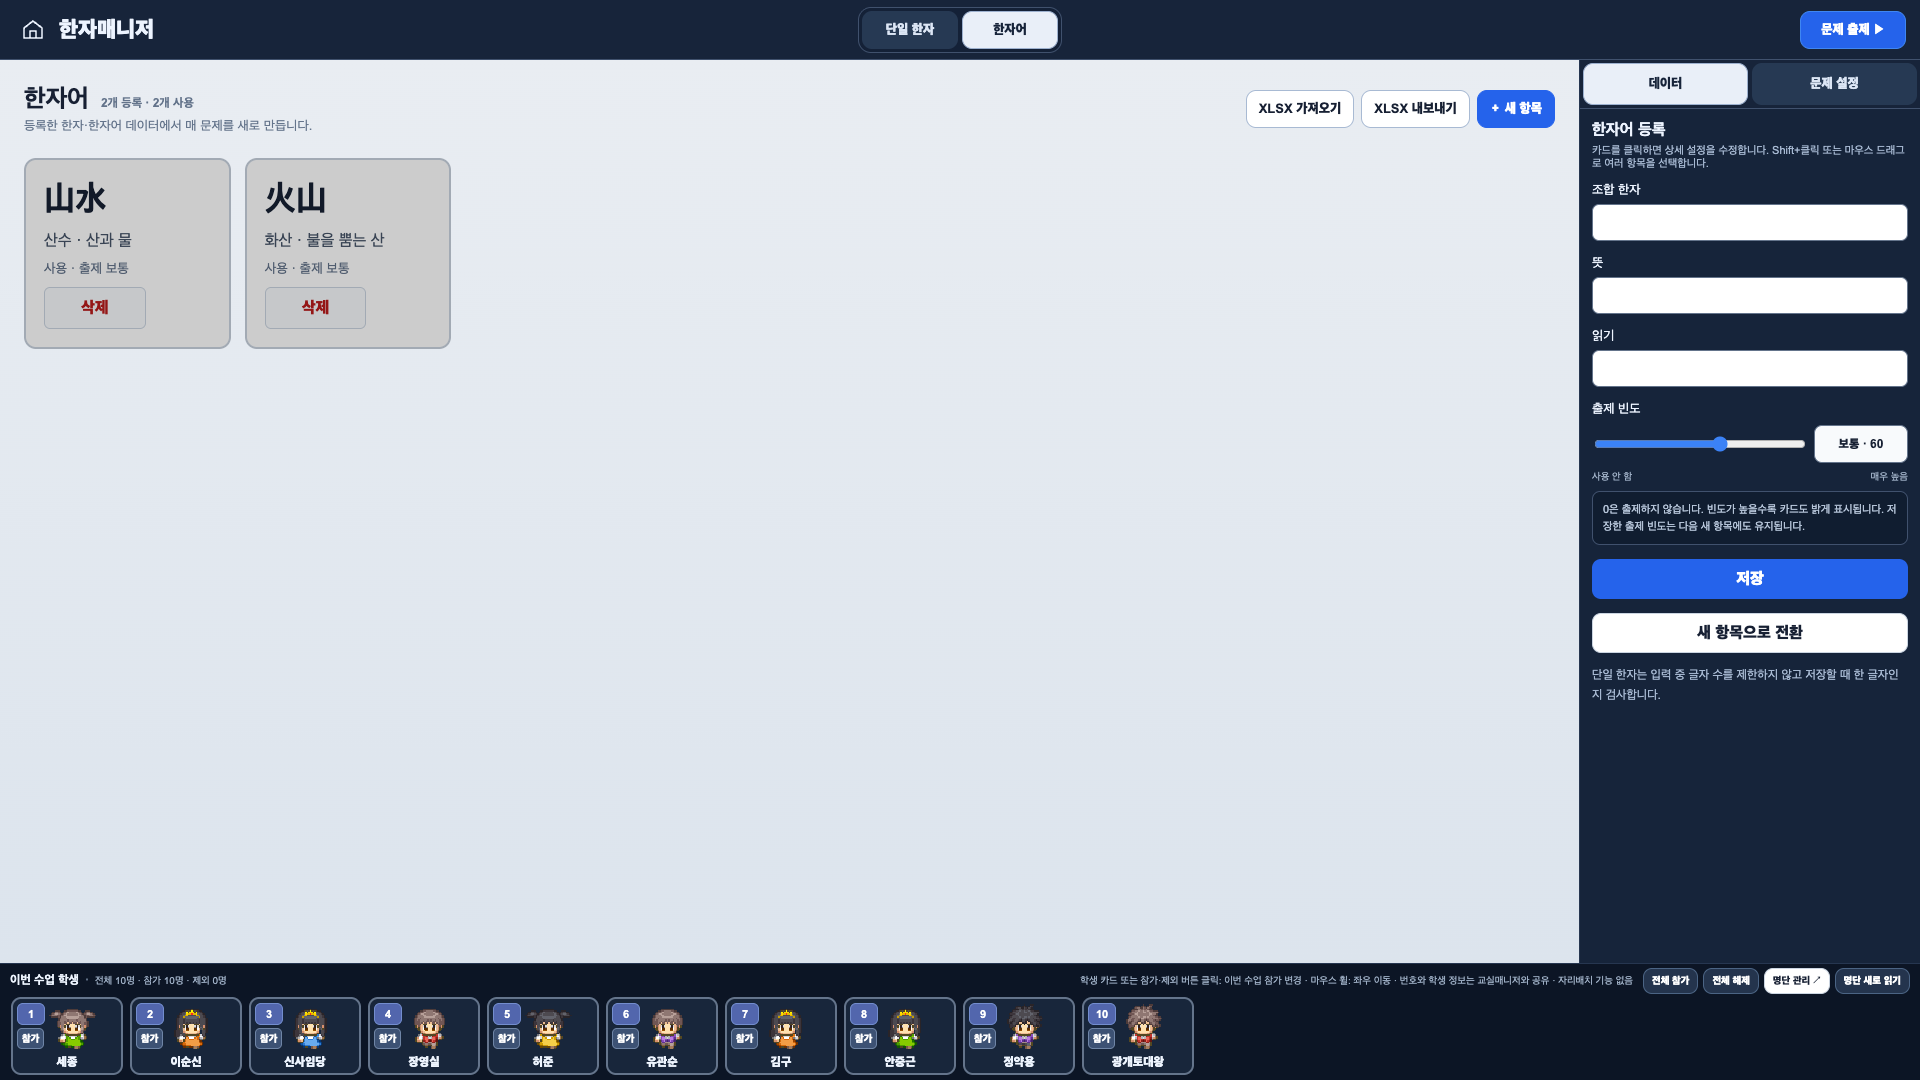 한자매니저
단일 한자
한자어
문제 출제 ▶
한자어 2개 등록 · 2개 사용
등록한 한자·한자어 데이터에서 매 문제를 새로 만듭니다.
XLSX 가져오기
XLSX 내보내기
+ 새 항목
山水
산수 · 산과 물
사용 · 출제 보통
삭제
火山
화산 · 불을 뿜는 산
사용 · 출제 보통
삭제
데이터
문제 설정
한자어 등록
카드를 클릭하면 상세 설정을 수정합니다. Shift+클릭 또는 마우스 드래그
로 여러 항목을 선택합니다.
조합 한자
뜻
읽기
출제 빈도
보통 · 60
사용 안 함
매우 높음
0은 출제하지 않습니다. 빈도가 높을수록 카드도 밝게 표시됩니다. 저
장한 출제 빈도는 다음 새 항목에도 유지됩니다.
저장
새 항목으로 전환
단일 한자는 입력 중 글자 수를 제한하지 않고 저장할 때 한 글자인
지 검사합니다.
이번 수업 학생 · 전체 10명 · 참가 10명 · 제외 0명
학생 카드 또는 참가·제외 버튼 클릭: 이번 수업 참가 변경 · 마우스 휠: 좌우 이동 · 번호와 학생 정보는 교실매니저와 공유 · 자리배치 기능 없음
전체 참가
전체 해제
명단 관리 ↗
명단 새로 읽기
1
참가
세종
2
참가
이순신
3
참가
신사임당
4
참가
장영실
5
참가
허준
6
참가
유관순
7
참가
김구
8
참가
안중근
9
참가
정약용
10
참가
광개토대왕